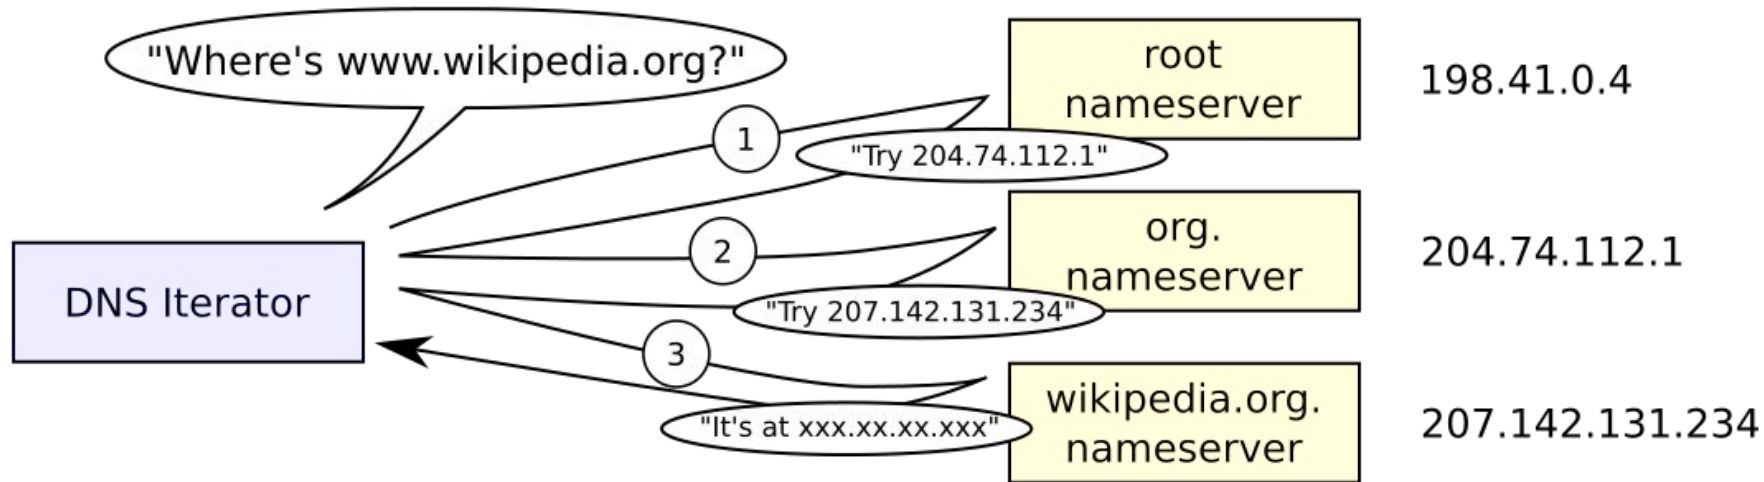 "Where's www.wikipedia.org?"
root
nameserver
198.41.0.4
1
"Try 204.74.112.1"
org.
nameserver
204.74.112.1
2
DNS Iterator
"Try 207.142.131.234"
3
wikipedia.org.
nameserver
207.142.131.234
"It's at xxx.xx.xx.xxx"